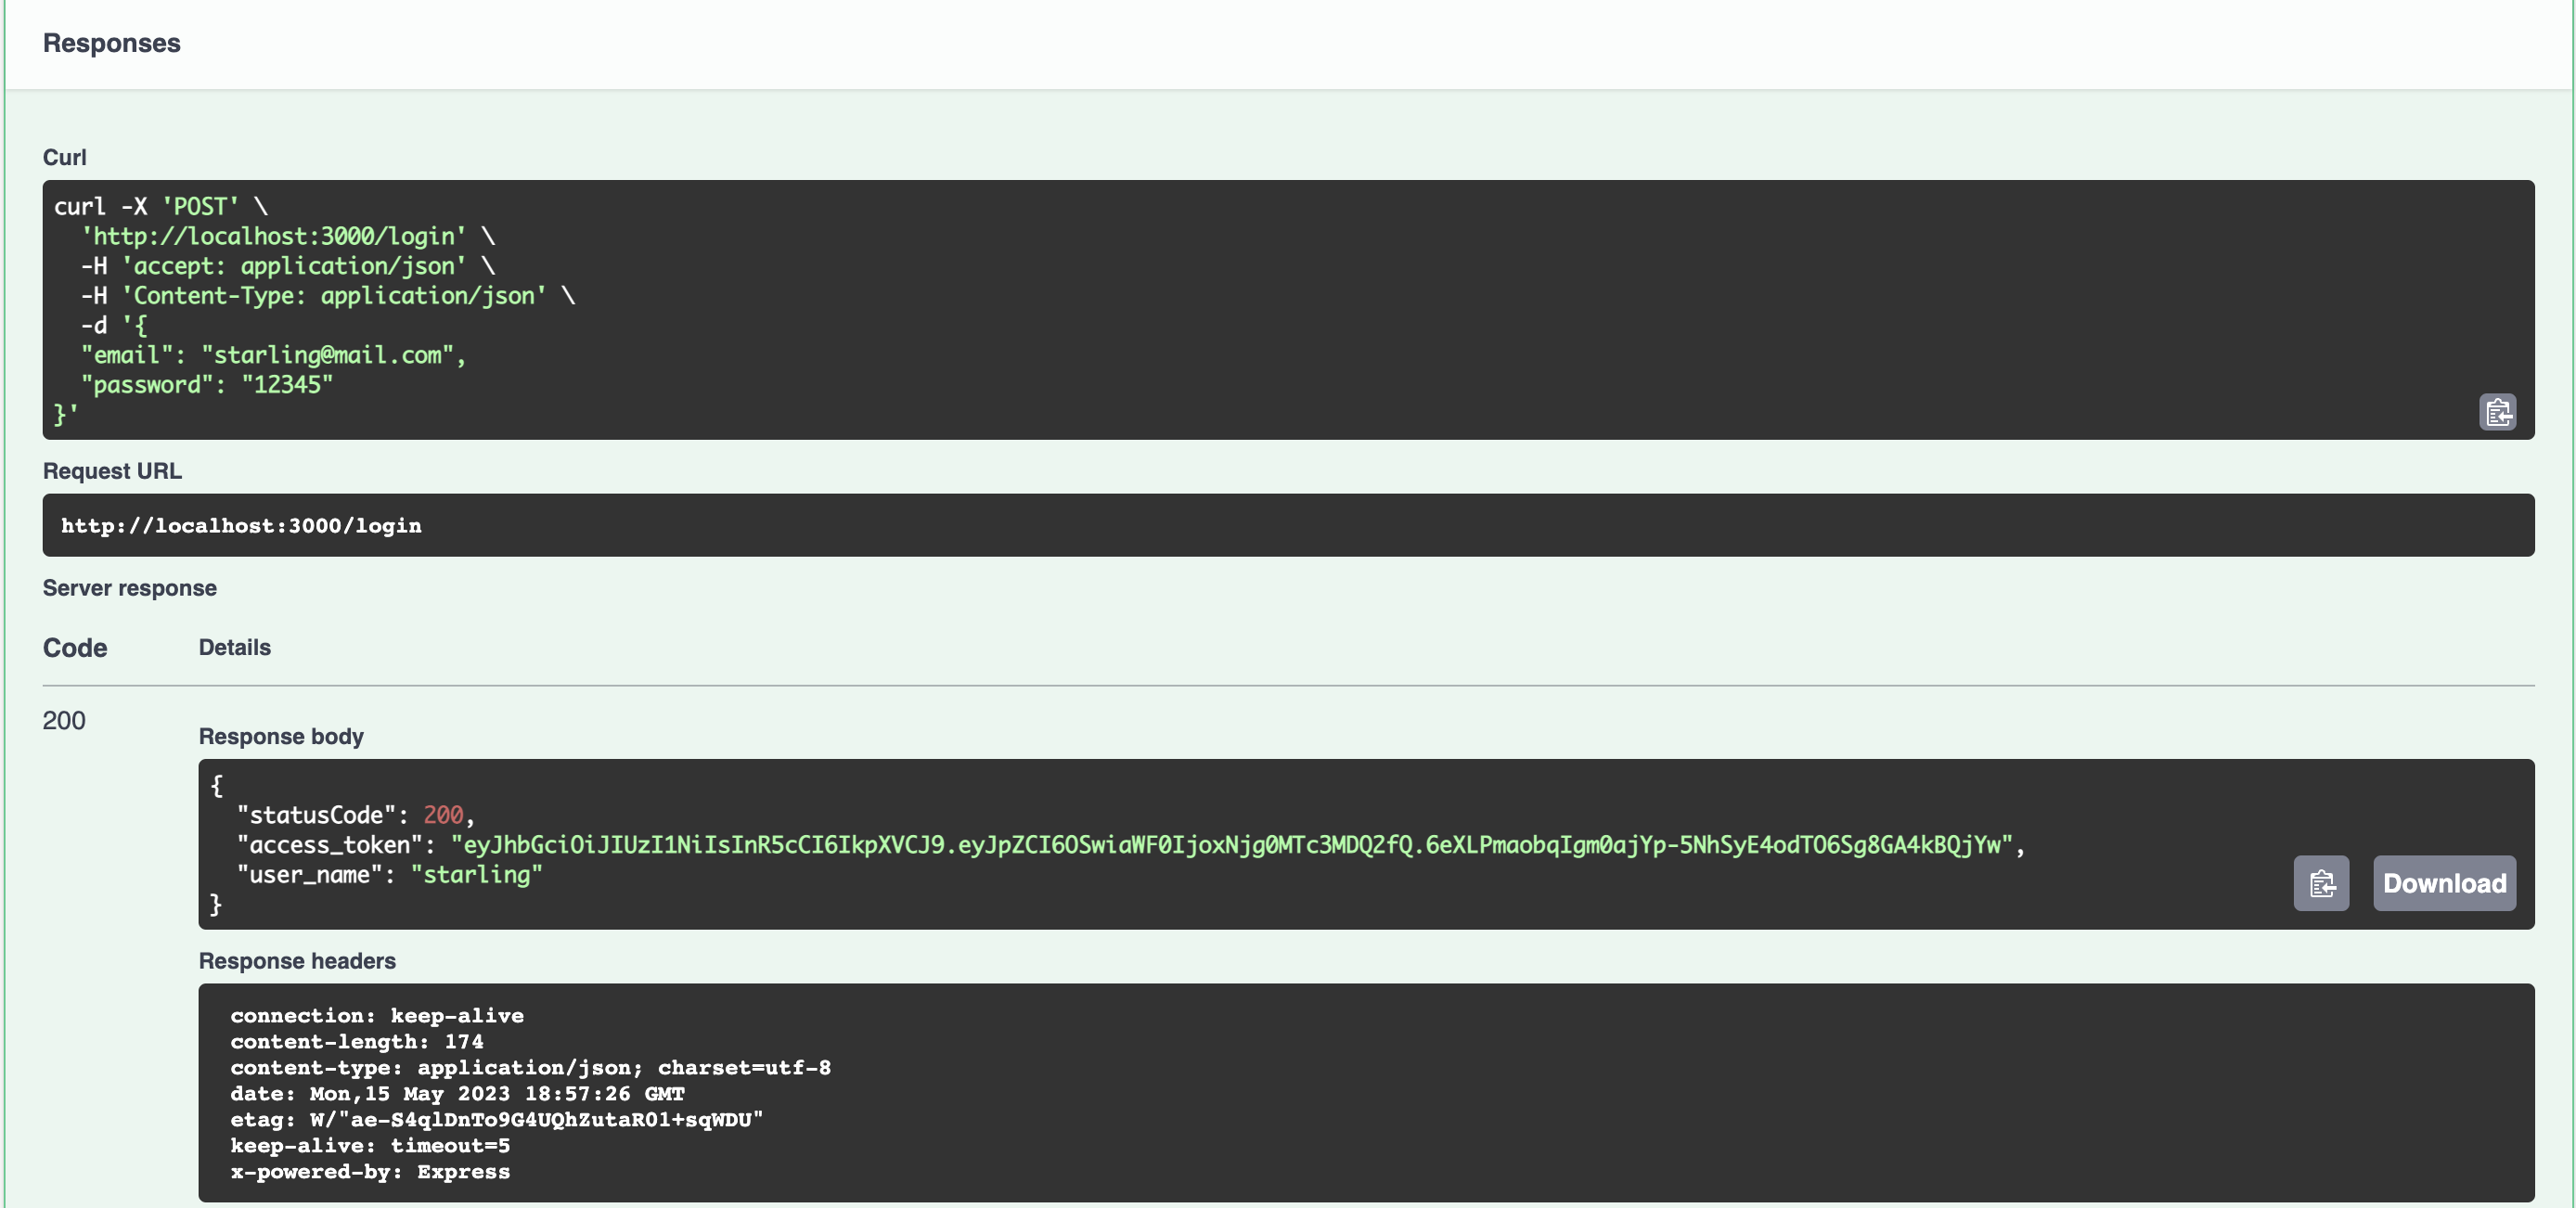 Responses
Curl
curl -X 'POST' \
'http://localhost:3000/login' \
-H 'accept: application/json' \
-H 'Content-Type: application/json' \
-d '{
"email": "starling@mail.com",
"password": "12345"
}'
Request URL
http://localhost:3000/login
Server response
Code Details
200
Response body
{
"statusCode": 200,
"access_token": "eyJhbGciOiJIUzI1NiIsInR5cCI6IkpXVCJ9.eyJpZCI6OSwiaWF0IjoxNjg0MTc3MDQ2fQ.6eXLPmaobqIgm0ajYp-5NhSyE4odTO6Sg8GA4kBQjYw",
"user_name": "starling"
}
Download
Response headers
connection: keep-alive
content-length: 174
content-type: application/json; charset=utf-8
date: Mon,15 May 2023 18:57:26 GMT
etag: W/"ae-S4qlDnTo9G4UQhZutaR01+sqWDU"
keep-alive: timeout=5
x-powered-by: Express